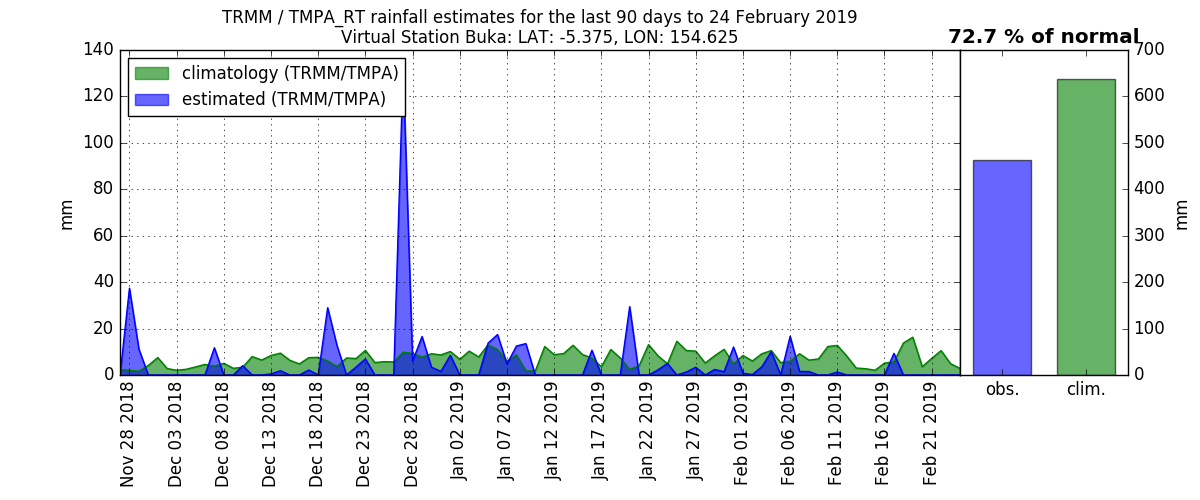 TRMM / TMPA_RT rainfall estimates for the last 90 days to 24 February 2019
Virtual Station Buka: LAT: -5.375, LON: 154.625
72.7 % of normal
climatology (TRMM/TMPA)
estimated (TRMM/TMPA)
140
120
100
80
60
40
20
0
mm
Nov 28 2018
Dec 03 2018
Dec 08 2018
Dec 13 2018
Dec 18 2018
Dec 23 2018
Dec 28 2018
Jan 02 2019
Jan 07 2019
Jan 12 2019
Jan 17 2019
Jan 22 2019
Jan 27 2019
Feb 01 2019
Feb 06 2019
Feb 11 2019
Feb 16 2019
Feb 21 2019
700
600
500
400
300
200
100
0
mm
obs.
clim.